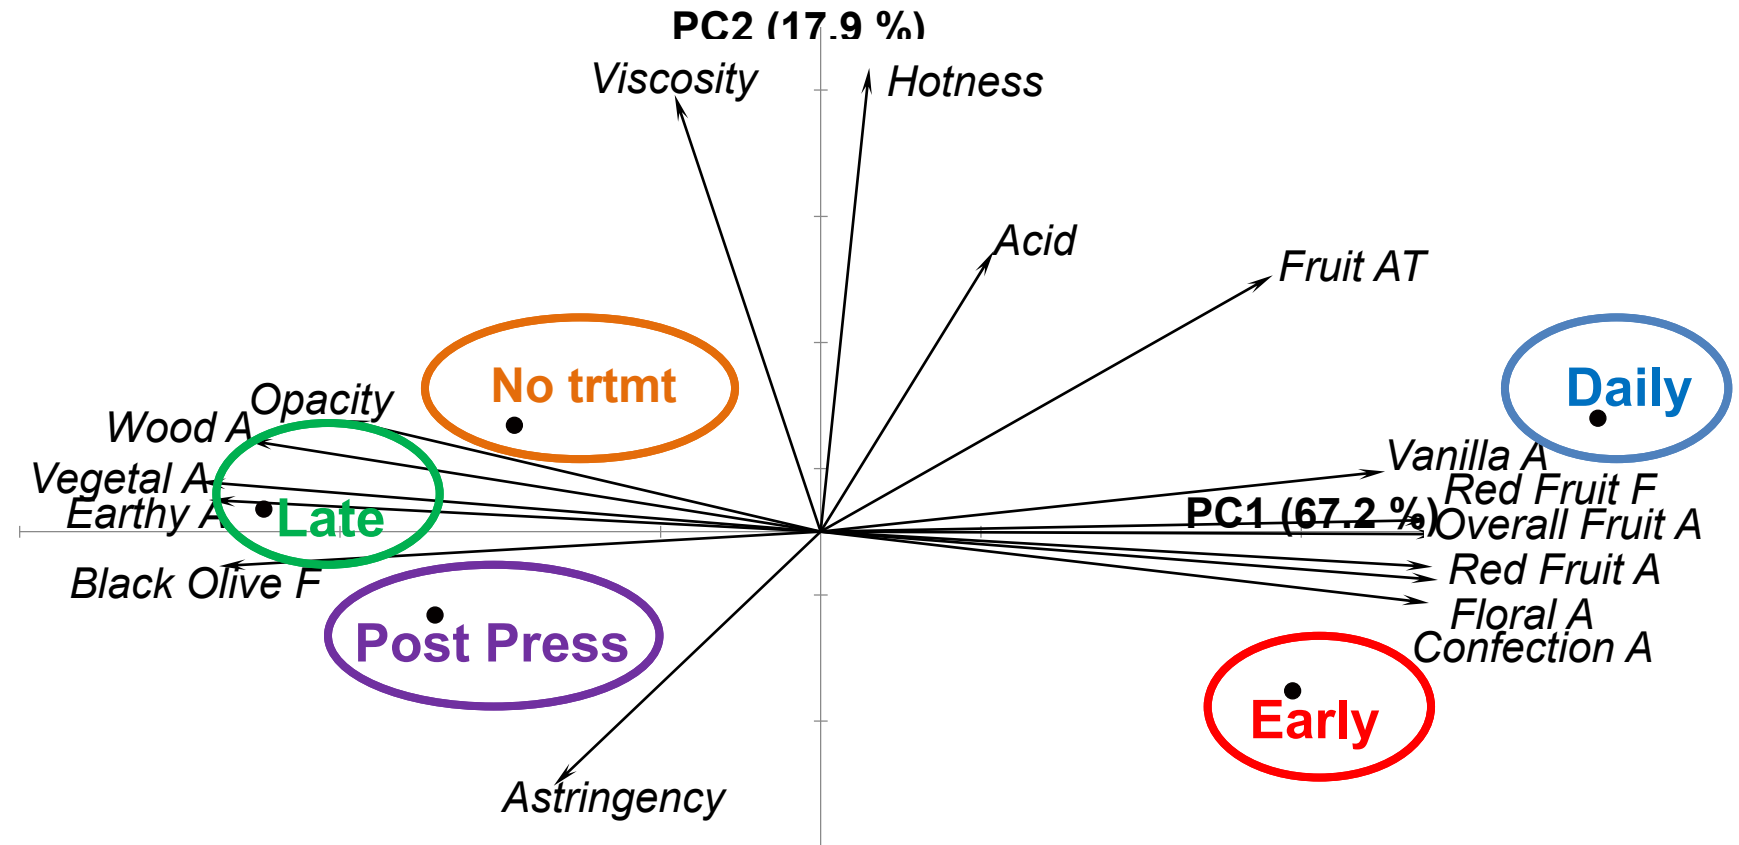 PC2 (17.9 %)
Viscosity
Hotness
Acid
Fruit AT
No trtmt
Daily
Opacity
Wood A
Vanilla A
Vegetal A
Red Fruit F
Earthy A
Late
PC1 (67.2 %)
Overall Fruit A
Black Olive F
Red Fruit A
Floral A
Post Press
Confection A
Early
Astringency